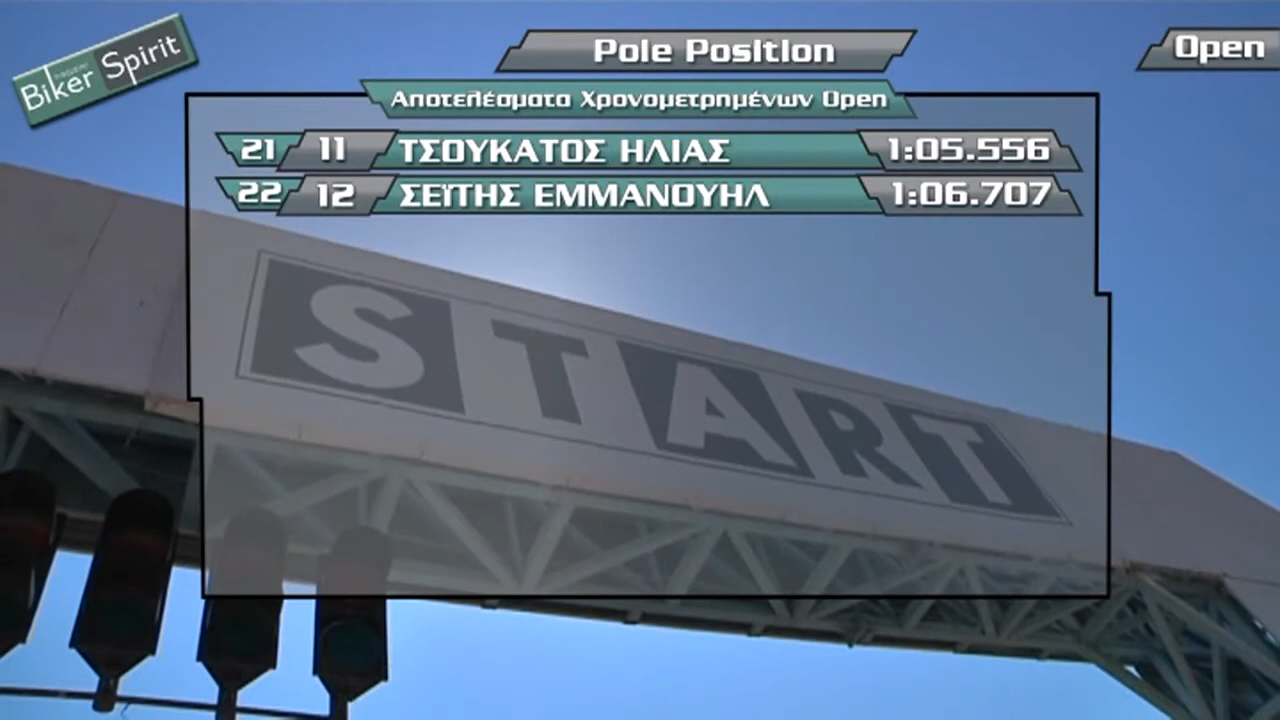 Biker Spirit
Pole Position
Open
Αποτελέσματα Χρονομετρημένων Open
21 11 ΤΣΟΥΚΑΤΟΣ ΗΛΙΑΣ 1:05.556
22 12 ΣΕΪΤΗΣ ΕΜΜΑΝΟΥΗΛ 1:06.707
START